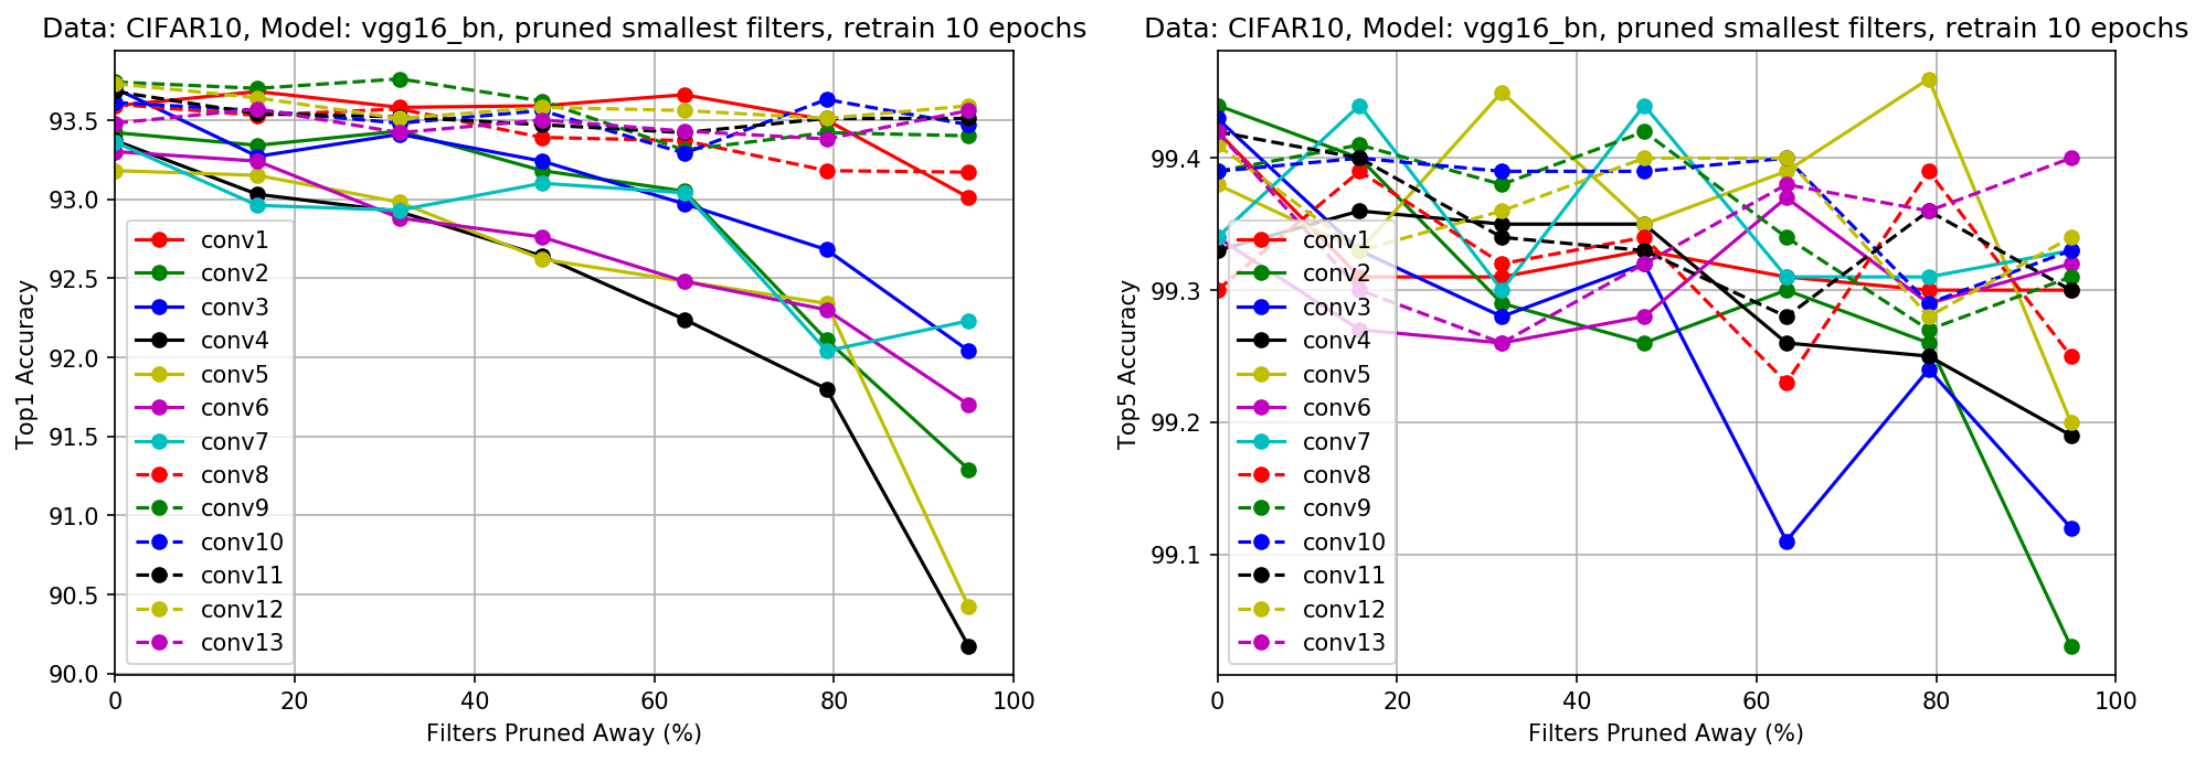 Data: CIFAR10, Model: vgg16_bn, pruned smallest filters, retrain 10 epochs
93.5
93.0
92.5
92.0
91.5
91.0
90.5
90.0
Top1 Accuracy
conv1
conv2
conv3
conv4
conv5
conv6
conv7
conv8
conv9
conv10
conv11
conv12
conv13
0 20 40 60 80 100
Filters Pruned Away (%)
Data: CIFAR10, Model: vgg16_bn, pruned smallest filters, retrain 10 epochs
99.4
99.3
99.2
99.1
Top5 Accuracy
conv1
conv2
conv3
conv4
conv5
conv6
conv7
conv8
conv9
conv10
conv11
conv12
conv13
0 20 40 60 80 100
Filters Pruned Away (%)